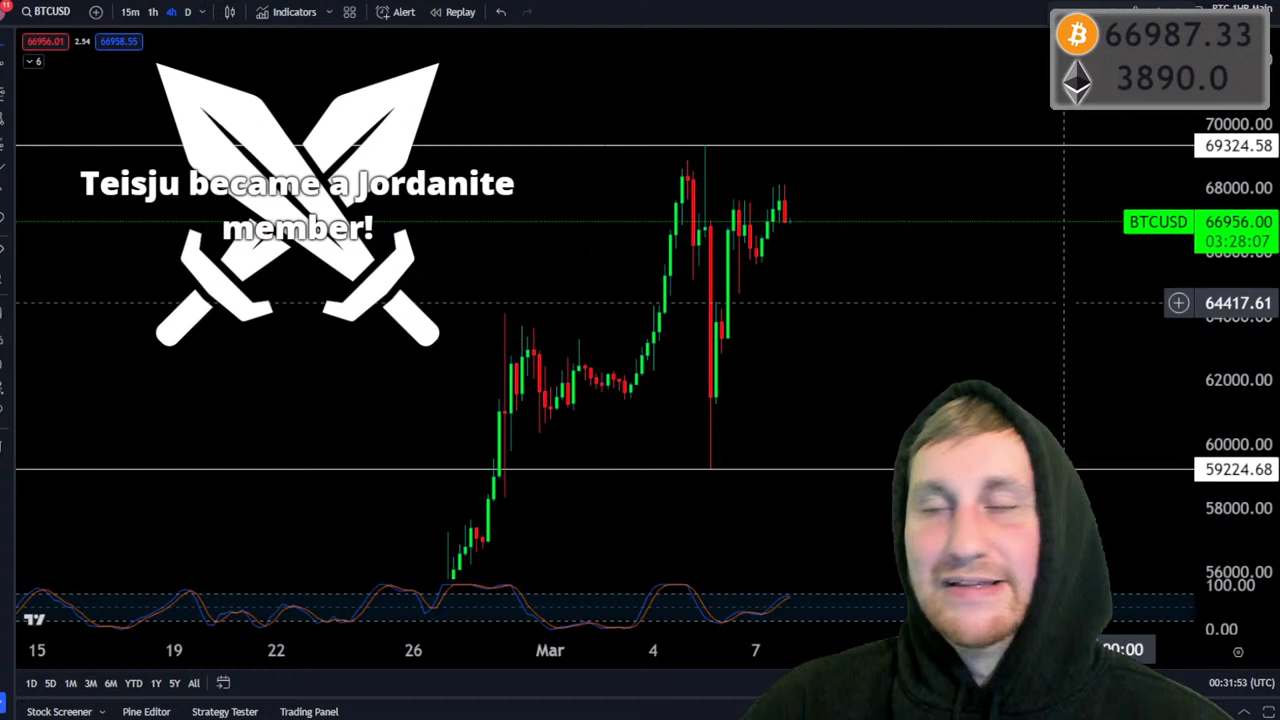 11
BTCUSD
15m 1h 4h D
Indicators
Alert
Replay
BTC 1HR Main
66956.01 2.54 66958.55
6
66987.33
3890.0
Teisju became a Jordanite
member!
70000.00
69324.58
68000.00
BTCUSD 66956.00
03:28:07
64417.61
62000.00
60000.00
59224.68
58000.00
56000.00
100.00
0.00
15 19 22 26 Mar 4 7
1D 5D 1M 3M 6M YTD 1Y 5Y All
00:31:53 (UTC)
Stock Screener Pine Editor Strategy Tester Trading Panel